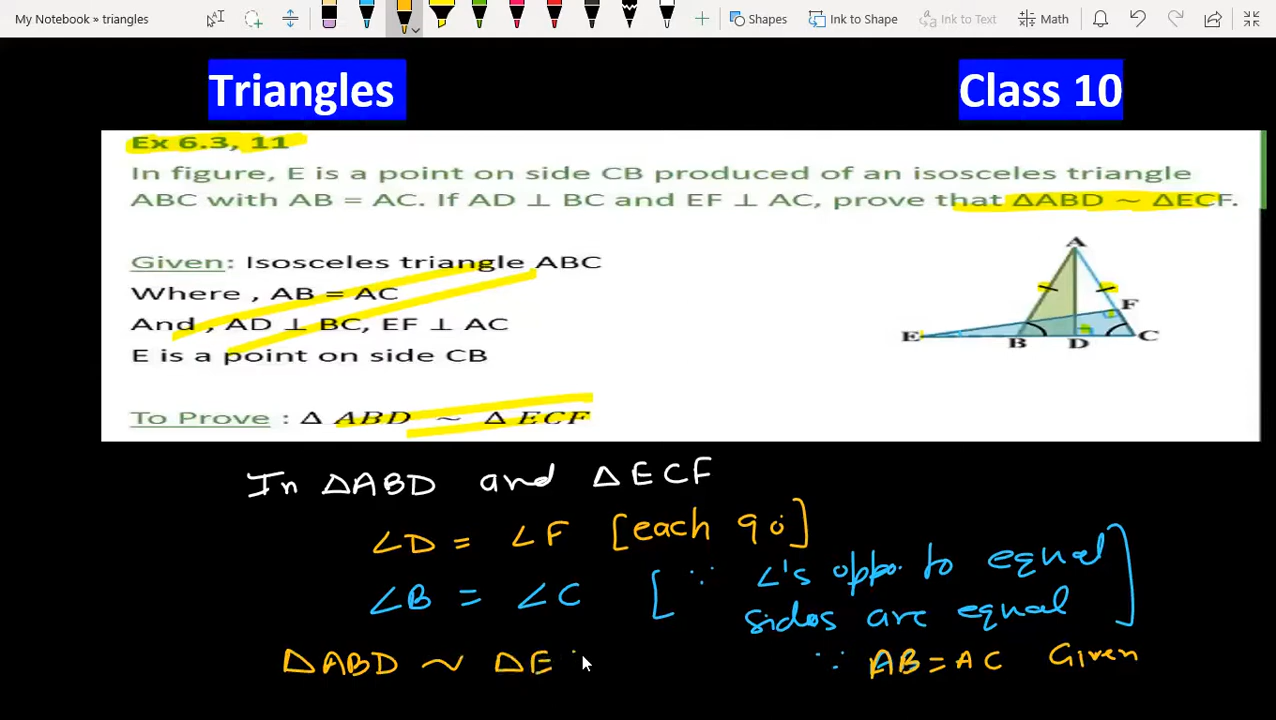 My Notebook » triangles
Shapes
Ink to Shape
Ink to Text
Math
Triangles
Class 10
Ex 6.3, 11
In figure, E is a point on side CB produced of an isosceles triangle
ABC with AB = AC. If AD ⊥ BC and EF ⊥ AC, prove that ΔABD ~ ΔECF.
Given: Isosceles triangle ABC
Where , AB = AC
And , AD ⊥ BC, EF ⊥ AC
E is a point on side CB
To Prove : Δ ABD ~ Δ ECF
A
F
E
B
D
C
In ΔABD and ΔECF
∠D = ∠F [each 90°]
∠B = ∠C [∵ ∠'s oppo. to equal
sides are equal]
ΔABD ~ ΔE
∵ AB = AC Given